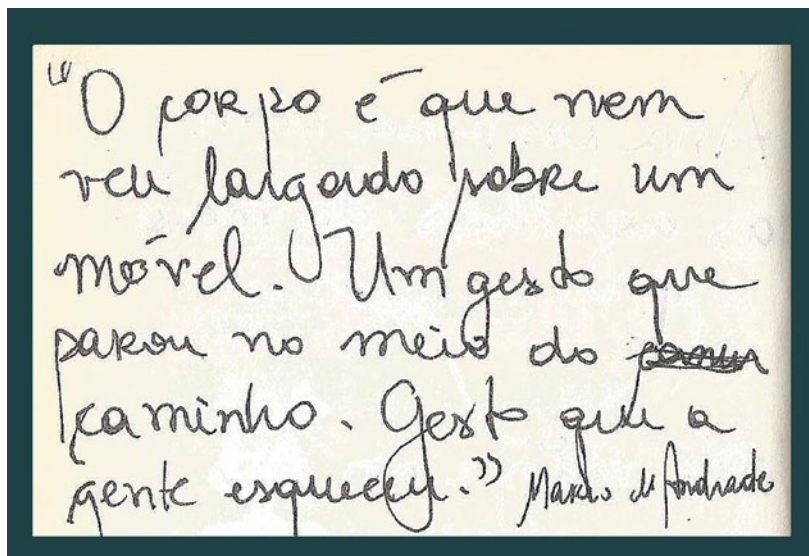 "O corpo é que nem
véu largado sobre um
móvel. Um gesto que
parou no meio do
caminho. Gesto que a
gente esqueceu." Mario de Andrade